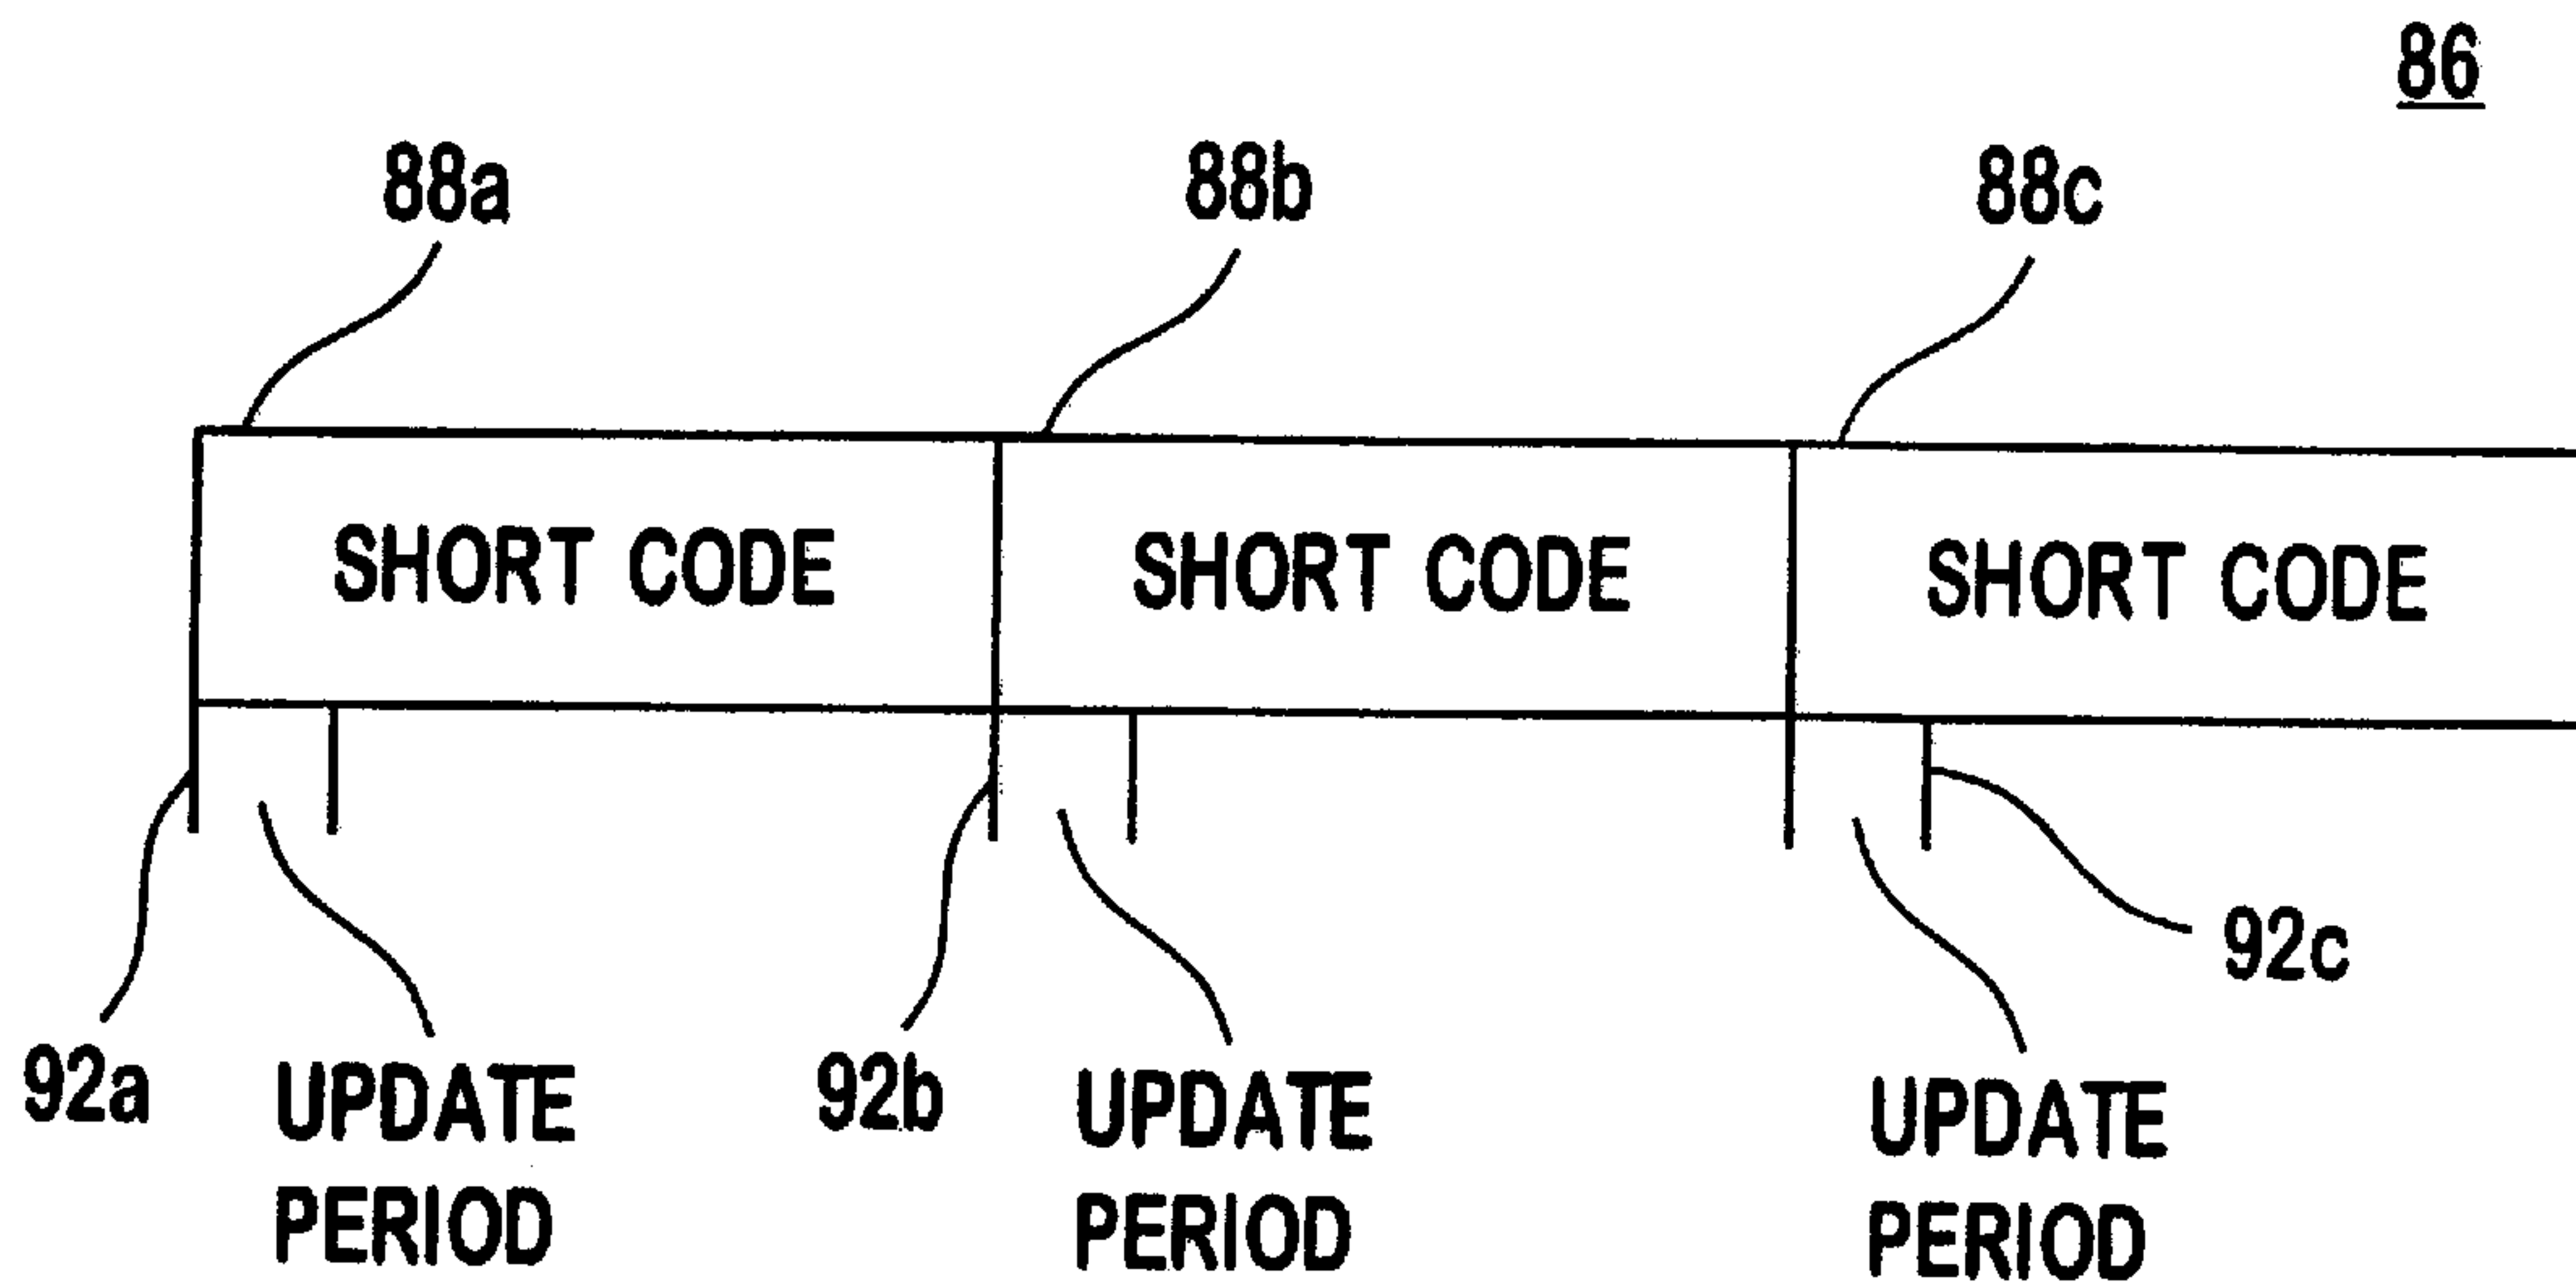 86
88a
88b
88c
SHORT CODE
SHORT CODE
SHORT CODE
92a
UPDATE
PERIOD
92b
UPDATE
PERIOD
92c
UPDATE
PERIOD